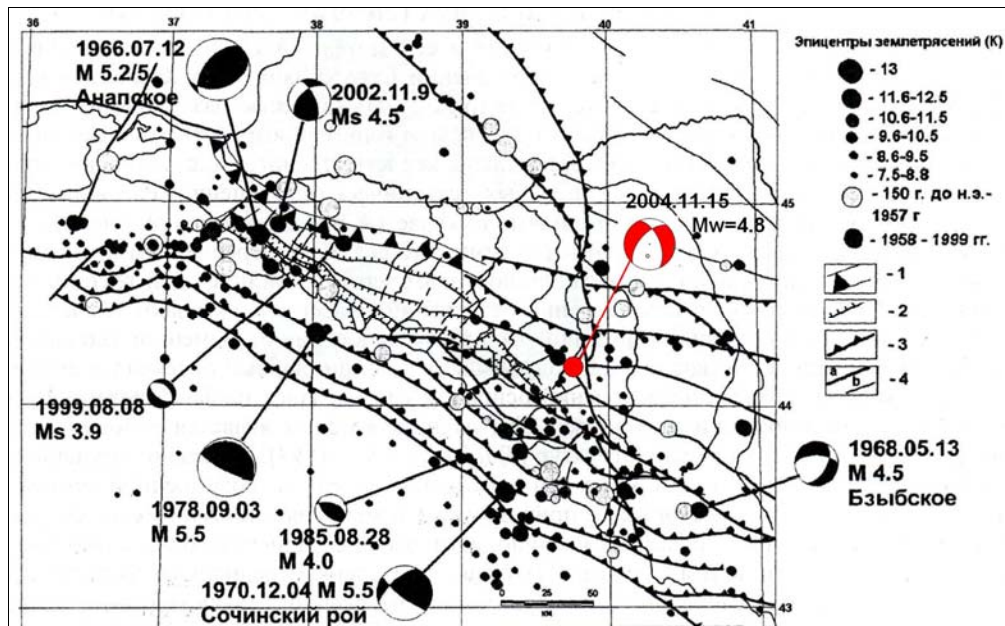 36
37
38
39
40
41
1966.07.12
M 5.2/5
Анапское
2002.11.9
Ms 4.5
2004.11.15
Mw=4.8
45
44
43
1999.08.08
Ms 3.9
1978.09.03
M 5.5
1985.08.28
M 4.0
1970.12.04 M 5.5
Сочинский рой
1968.05.13
M 4.5
Бзыбское
0 25 50
км
Эпицентры землетрясений (К)
- 13
- 11.6-12.5
- 10.6-11.5
- 9.6-10.5
- 8.6-9.5
- 7.5-8.8
- 150 г. до н.э.-
1957 г
- 1958 - 1999 гг.
- 1
- 2
- 3
a
b
- 4